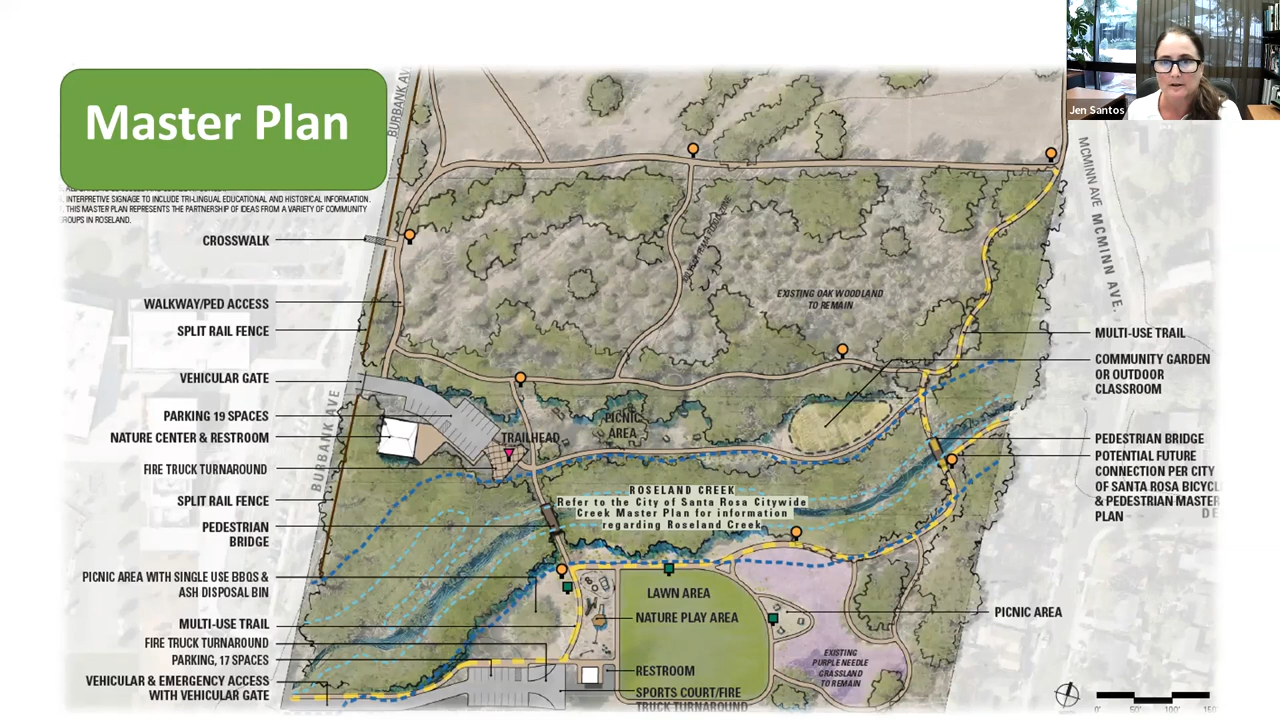 Master Plan
Jen Santos
INTERPRETIVE SIGNAGE TO INCLUDE TRI-LINGUAL EDUCATIONAL AND HISTORICAL INFORMATION.
THIS MASTER PLAN REPRESENTS THE PARTNERSHIP OF IDEAS FROM A VARIETY OF COMMUNITY
GROUPS IN ROSELAND.
BURBANK AV
CROSSWALK
WALKWAY/PED ACCESS
SPLIT RAIL FENCE
VEHICULAR GATE
PARKING 19 SPACES
NATURE CENTER & RESTROOM
FIRE TRUCK TURNAROUND
SPLIT RAIL FENCE
PEDESTRIAN
BRIDGE
PICNIC AREA WITH SINGLE USE BBQS &
ASH DISPOSAL BIN
MULTI-USE TRAIL
FIRE TRUCK TURNAROUND
PARKING, 17 SPACES
VEHICULAR & EMERGENCY ACCESS
WITH VEHICULAR GATE
BURBANK AVE
EXISTING OAK WOODLAND
TO REMAIN
PICNIC
AREA
TRAILHEAD
ROSELAND CREEK
Refer to the City of Santa Rosa Citywide
Creek Master Plan for information
regarding Roseland Creek
LAWN AREA
NATURE PLAY AREA
RESTROOM
SPORTS COURT/FIRE
TRUCK TURNAROUND
EXISTING
PURPLE NEEDLE
GRASSLAND
TO REMAIN
MCMINN AVE
MCMINN AVE.
MULTI-USE TRAIL
COMMUNITY GARDEN
OR OUTDOOR
CLASSROOM
PEDESTRIAN BRIDGE
POTENTIAL FUTURE
CONNECTION PER CITY
OF SANTA ROSA BICYCL
& PEDESTRIAN MASTER
PLAN
DE
PICNIC AREA
0' 50' 100' 150'